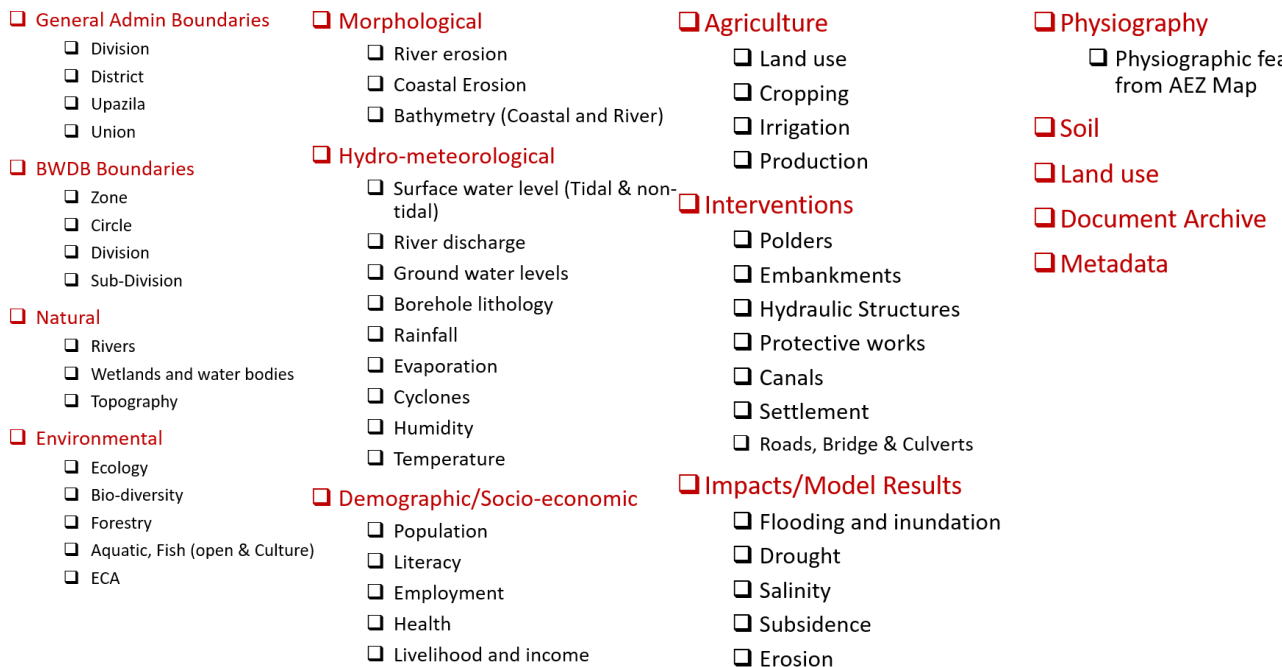 General Admin Boundaries
Division
District
Upazila
Union
BWDB Boundaries
Zone
Circle
Division
Sub-Division
Natural
Rivers
Wetlands and water bodies
Topography
Environmental
Ecology
Bio-diversity
Forestry
Aquatic, Fish (open & Culture)
ECA
Morphological
River erosion
Coastal Erosion
Bathymetry (Coastal and River)
Hydro-meteorological
Surface water level (Tidal & non-
tidal)
River discharge
Ground water levels
Borehole lithology
Rainfall
Evaporation
Cyclones
Humidity
Temperature
Demographic/Socio-economic
Population
Literacy
Employment
Health
Livelihood and income
Agriculture
Land use
Cropping
Irrigation
Production
Interventions
Polders
Embankments
Hydraulic Structures
Protective works
Canals
Settlement
Roads, Bridge & Culverts
Impacts/Model Results
Flooding and inundation
Drought
Salinity
Subsidence
Erosion
Physiography
Physiographic
from AEZ Map
Soil
Land use
Document Archive
Metadata